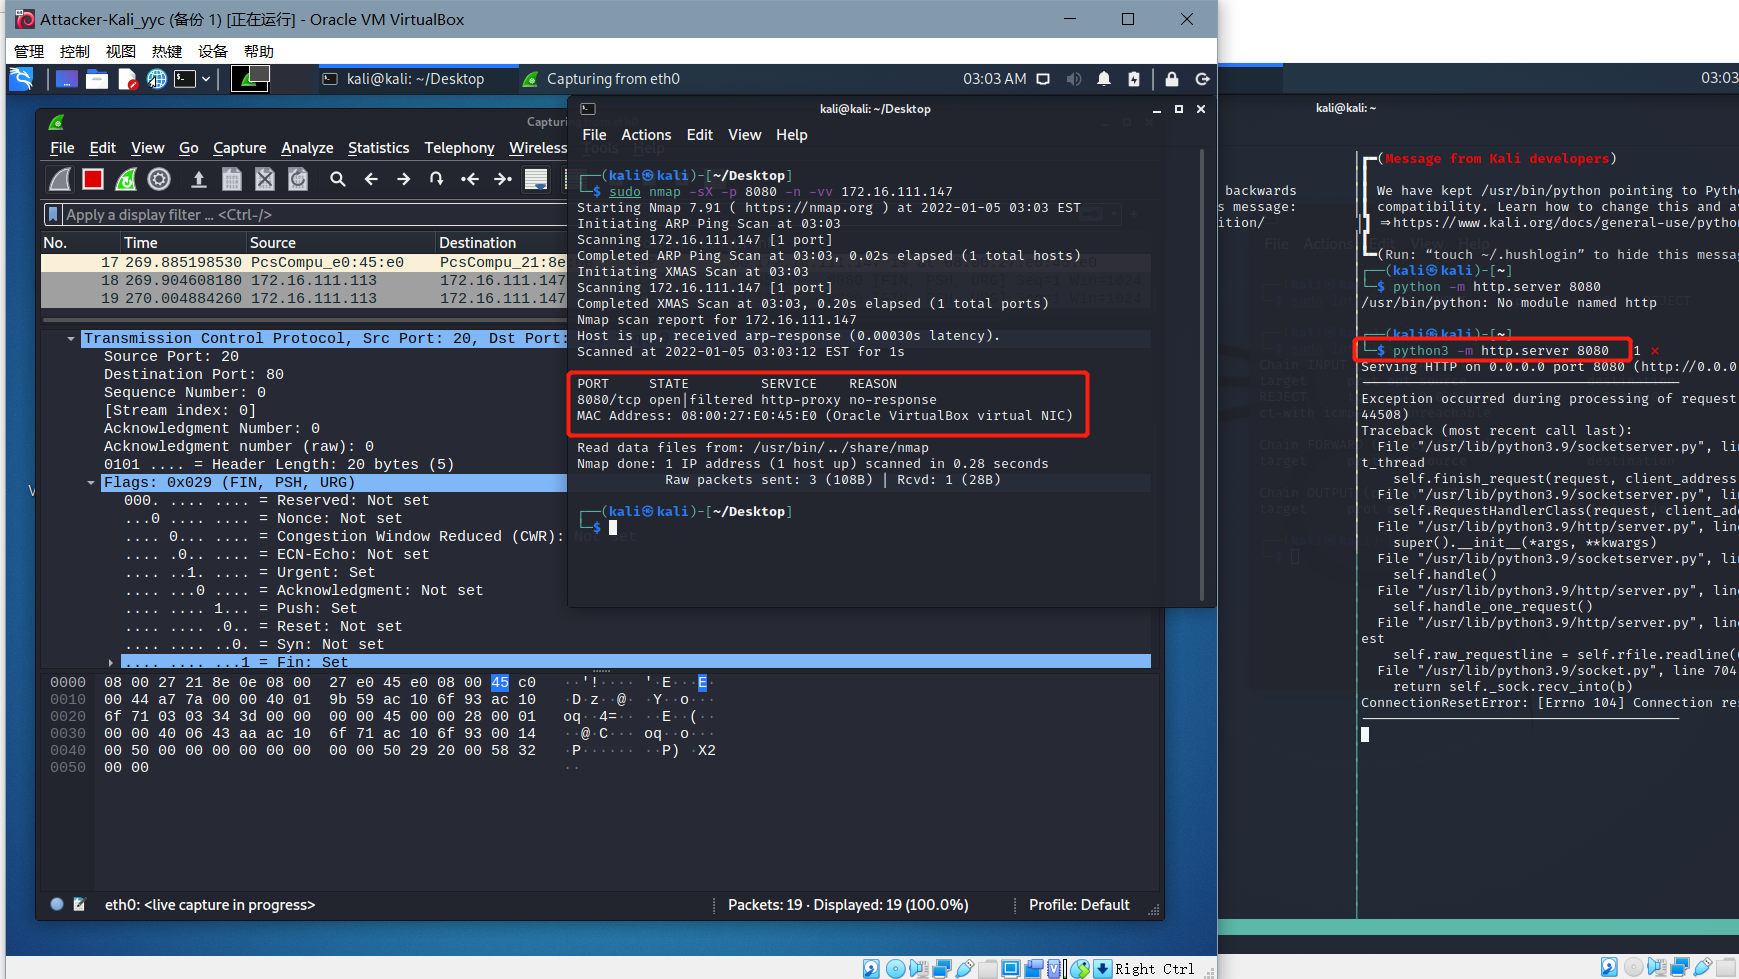 Attacker-Kali_yyc (备份 1) [正在运行] - Oracle VM VirtualBox
管理 控制 视图 热键 设备 帮助
kali@kali: ~/Desktop
Capturing from eth0
03:03 AM
File Edit View Go Capture Analyze Statistics Telephony Wireless
Apply a display filter … <Ctrl-/>
No. Time Source Destination
17 269.885198530 PcsCompu_e0:45:e0 PcsCompu_21:8e
18 269.904608180 172.16.111.113 172.16.111.147
19 270.004884260 172.16.111.113 172.16.111.147
Transmission Control Protocol, Src Port: 20, Dst Port:
Source Port: 20
Destination Port: 80
Sequence Number: 0
[Stream index: 0]
Acknowledgment Number: 0
Acknowledgment number (raw): 0
0101 .... = Header Length: 20 bytes (5)
Flags: 0x029 (FIN, PSH, URG)
000. .... .... = Reserved: Not set
...0 .... .... = Nonce: Not set
.... 0... .... = Congestion Window Reduced (CWR): Not set
.... .0.. .... = ECN-Echo: Not set
.... ..1. .... = Urgent: Set
.... ...0 .... = Acknowledgment: Not set
.... .... 1... = Push: Set
.... .... .0.. = Reset: Not set
.... .... ..0. = Syn: Not set
.... .... ...1 = Fin: Set
0000 08 00 27 21 8e 0e 08 00 27 e0 45 e0 08 00 45 c0 ··'!···· '·E···E·
0010 00 44 a7 7a 00 00 40 01 9b 59 ac 10 6f 93 ac 10 ·D·z··@· ·Y··o···
0020 6f 71 03 03 34 3d 00 00 00 00 45 00 00 28 00 01 oq··4=·· ··E··(··
0030 00 00 40 06 43 aa ac 10 6f 71 ac 10 6f 93 00 14 ··@·C··· oq··o···
0040 00 50 00 00 00 00 00 00 00 00 50 29 20 00 58 32 ·P······ ··P) ·X2
0050 00 00 ··
eth0: <live capture in progress>
Packets: 19 · Displayed: 19 (100.0%)
Profile: Default
kali@kali: ~/Desktop
File Actions Edit View Help
┌──(kali㉿kali)-[~/Desktop]
└─$ sudo nmap -sX -p 8080 -n -vv 172.16.111.147
Starting Nmap 7.91 ( https://nmap.org ) at 2022-01-05 03:03 EST
Initiating ARP Ping Scan at 03:03
Scanning 172.16.111.147 [1 port]
Completed ARP Ping Scan at 03:03, 0.02s elapsed (1 total hosts)
Initiating XMAS Scan at 03:03
Scanning 172.16.111.147 [1 port]
Completed XMAS Scan at 03:03, 0.20s elapsed (1 total ports)
Nmap scan report for 172.16.111.147
Host is up, received arp-response (0.00030s latency).
Scanned at 2022-01-05 03:03:12 EST for 1s
PORT STATE SERVICE REASON
8080/tcp open|filtered http-proxy no-response
MAC Address: 08:00:27:E0:45:E0 (Oracle VirtualBox virtual NIC)
Read data files from: /usr/bin/../share/nmap
Nmap done: 1 IP address (1 host up) scanned in 0.28 seconds
Raw packets sent: 3 (108B) | Rcvd: 1 (28B)
┌──(kali㉿kali)-[~/Desktop]
└─$
Right Ctrl
03:03
kali@kali: ~
backwards
s message:
ition/
┏━(Message from Kali developers)
┃ We have kept /usr/bin/python pointing to Pyth
┃ compatibility. Learn how to change this and av
┃ ⇒https://www.kali.org/docs/general-use/python
┗━(Run: “touch ~/.hushlogin” to hide this messa
┌──(kali㉿kali)-[~]
└─$ python -m http.server 8080
/usr/bin/python: No module named http
┌──(kali㉿kali)-[~]
└─$ python3 -m http.server 8080 1 ⨯
Serving HTTP on 0.0.0.0 port 8080 (http://0.0.0
Exception occurred during processing of request
44508)
Traceback (most recent call last):
File "/usr/lib/python3.9/socketserver.py", lin
t_thread
self.finish_request(request, client_address
File "/usr/lib/python3.9/socketserver.py", lin
self.RequestHandlerClass(request, client_ad
File "/usr/lib/python3.9/http/server.py", line
super().__init__(*args, **kwargs)
File "/usr/lib/python3.9/socketserver.py", lin
self.handle()
File "/usr/lib/python3.9/http/server.py", line
self.handle_one_request()
File "/usr/lib/python3.9/http/server.py", line
est
self.raw_requestline = self.rfile.readline(
File "/usr/lib/python3.9/socket.py", line 704
return self._sock.recv_into(b)
ConnectionResetError: [Errno 104] Connection res